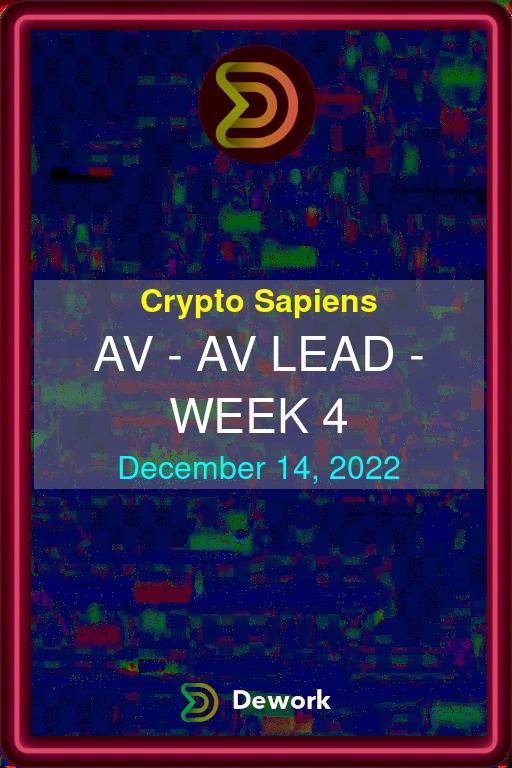 Crypto Sapiens
AV - AV LEAD -
WEEK 4
December 14, 2022
Dework